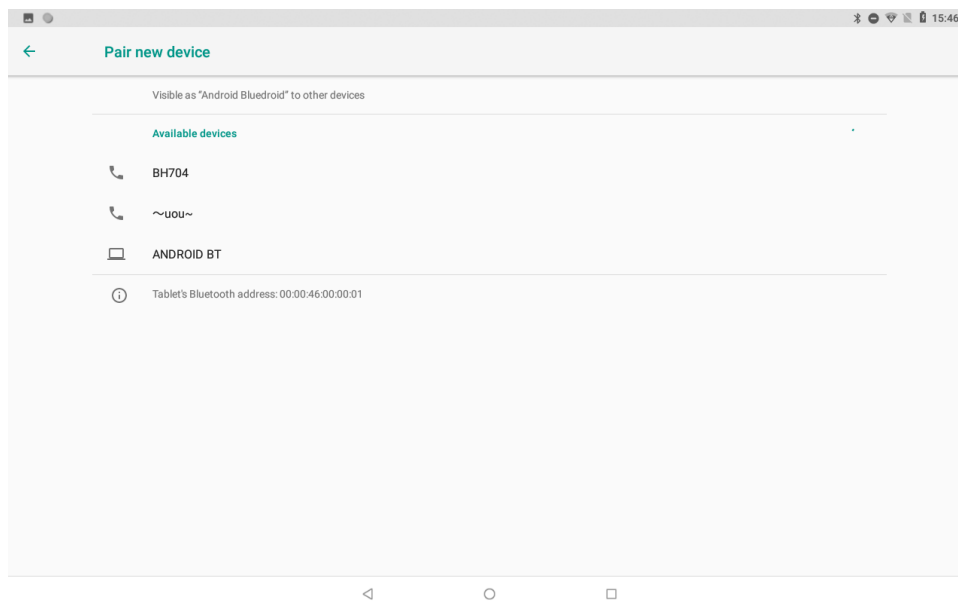 15:46
Pair new device
Visible as “Android Bluedroid” to other devices
Available devices
BH704
～uou~
ANDROID BT
Tablet's Bluetooth address: 00:00:46:00:00:01